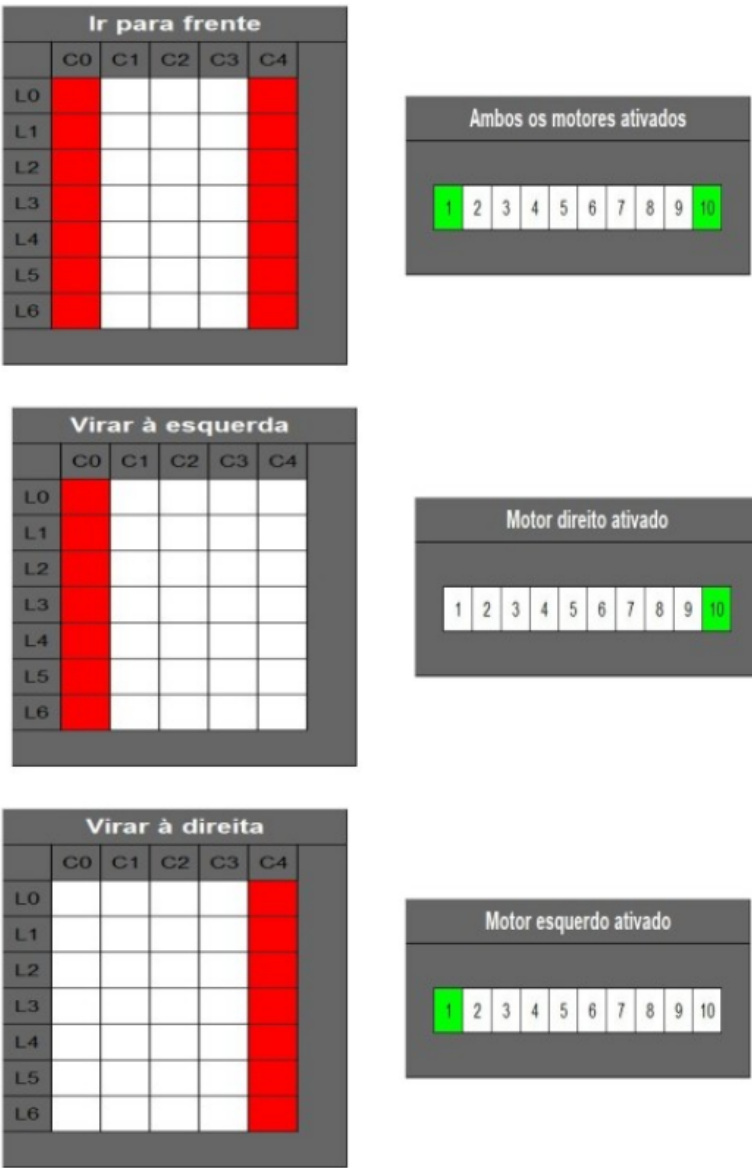 Ir para frente
C0 C1 C2 C3 C4
L0
L1
L2
L3
L4
L5
L6
Ambos os motores ativados
1 2 3 4 5 6 7 8 9 10
Virar à esquerda
C0 C1 C2 C3 C4
L0
L1
L2
L3
L4
L5
L6
Motor direito ativado
1 2 3 4 5 6 7 8 9 10
Virar à direita
C0 C1 C2 C3 C4
L0
L1
L2
L3
L4
L5
L6
Motor esquerdo ativado
1 2 3 4 5 6 7 8 9 10